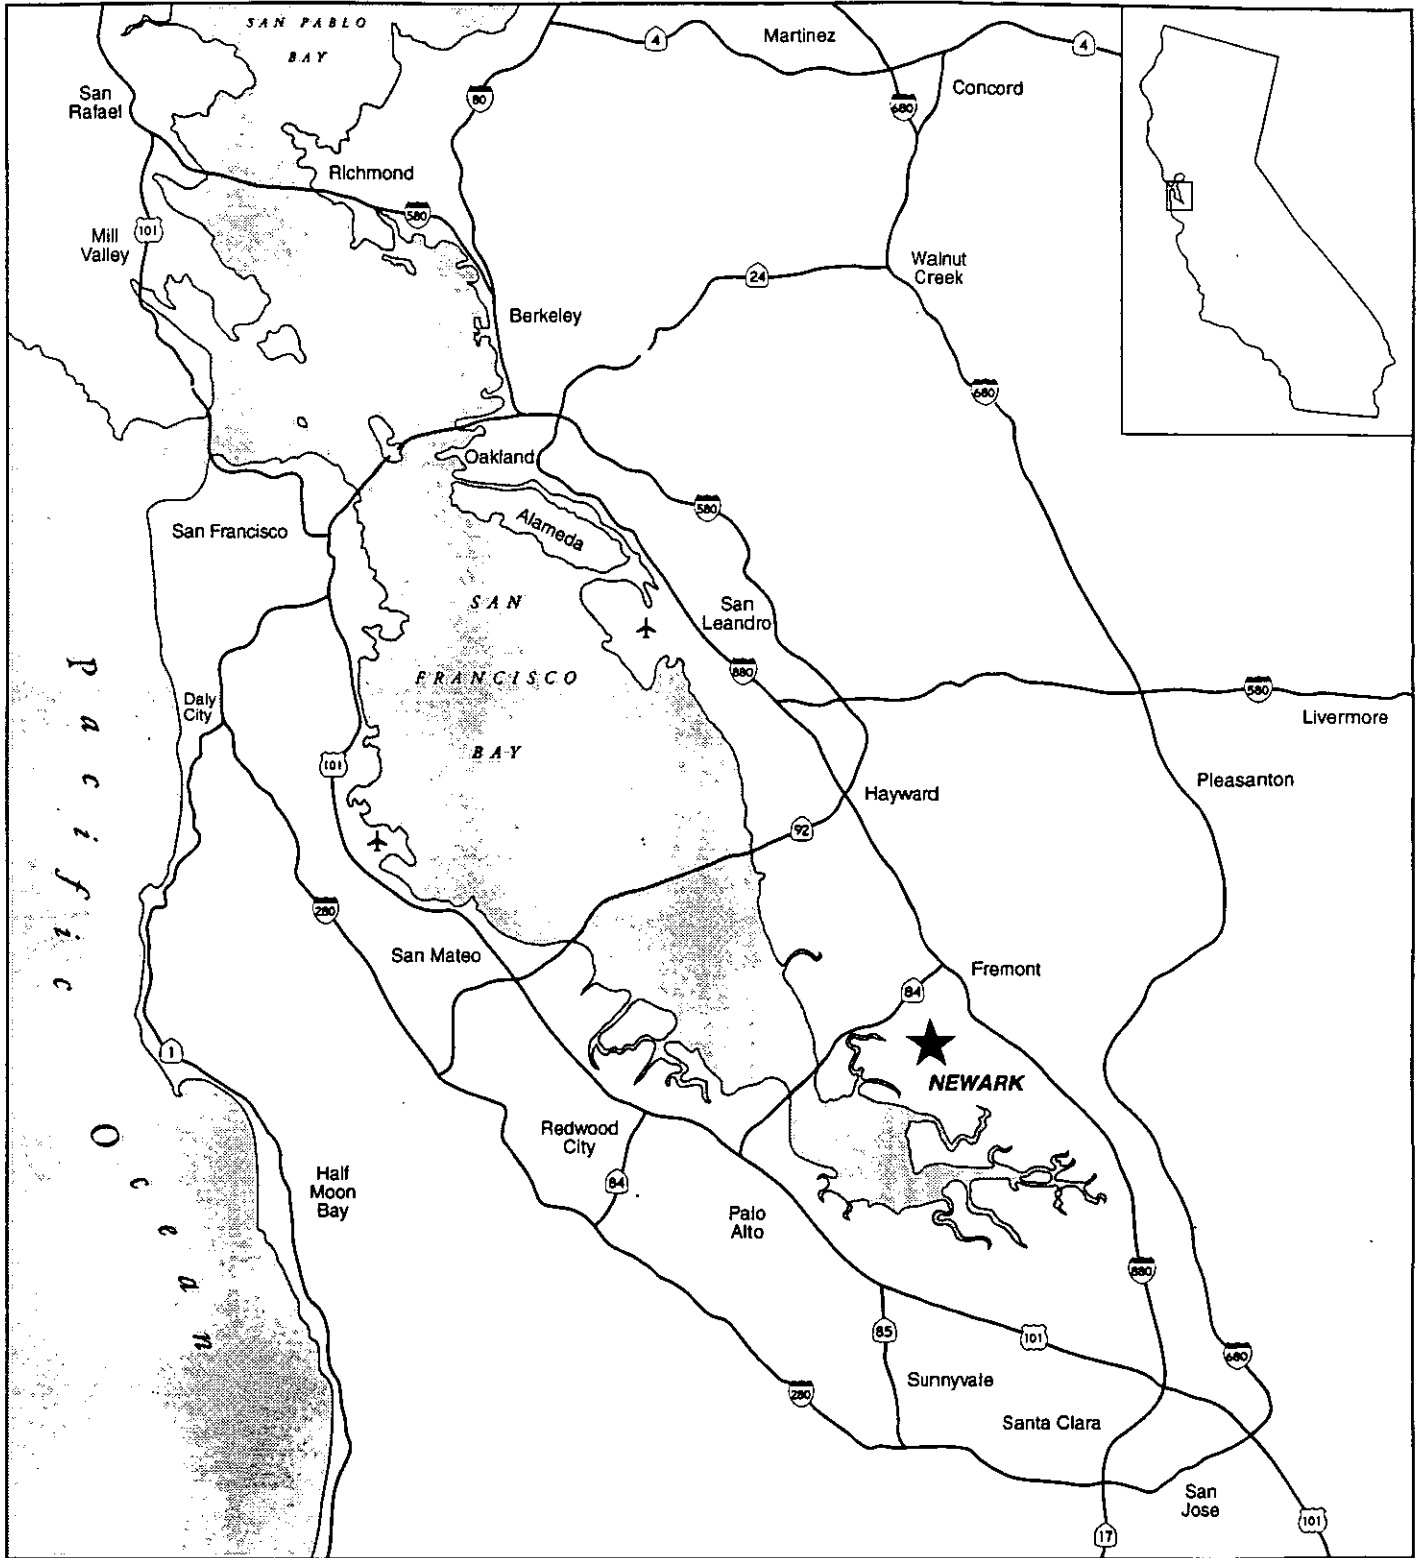 SAN PABLO
BAY
4
Martinez
4
80
680
Concord
San
Rafael
Richmond
580
101
Mill
Valley
24
Walnut
Creek
Berkeley
680
Oakland
580
Alameda
San Francisco
SAN
San
Leandro
880
FRANCISCO
580
Livermore
Daly
City
BAY
101
Pleasanton
Hayward
92
Pacific
280
San Mateo
Fremont
84
1
NEWARK
Redwood
City
84
Ocean
Half
Moon
Bay
Palo
Alto
880
85
101
680
Sunnyvale
280
Santa Clara
San
Jose
101
17